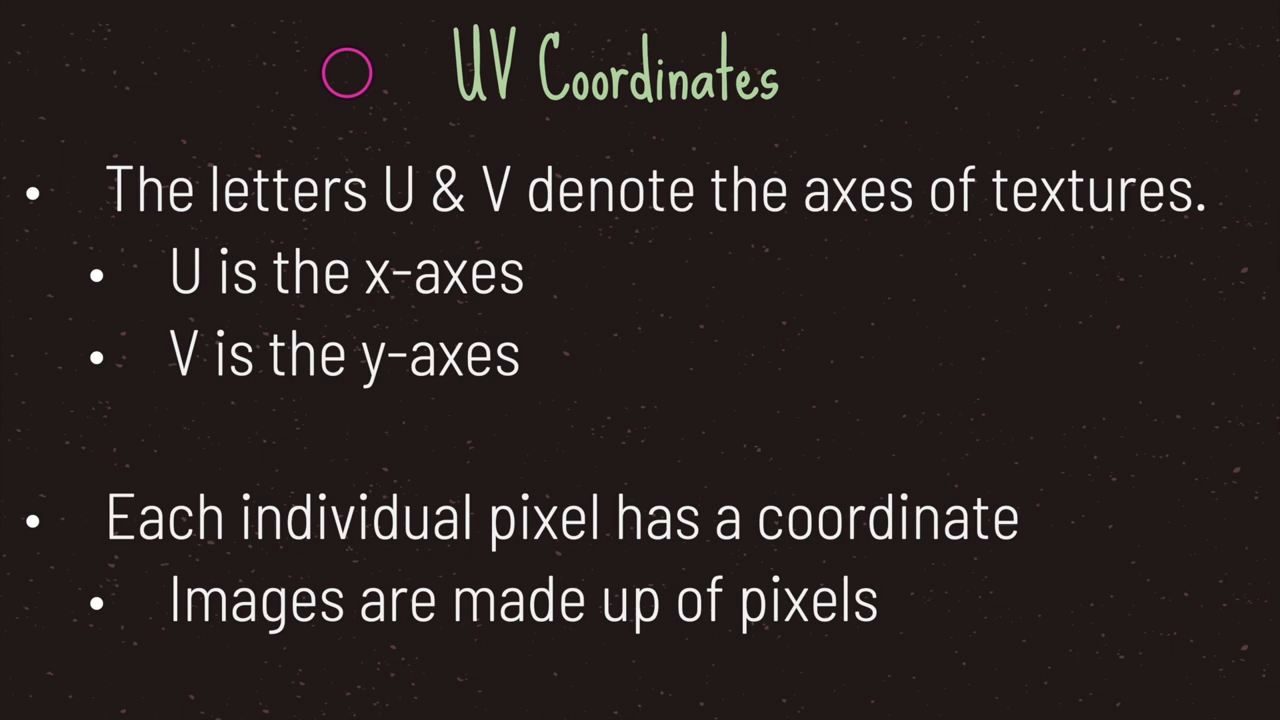 UV Coordinates
• The letters U & V denote the axes of textures.
• U is the x-axes
• V is the y-axes
• Each individual pixel has a coordinate
• Images are made up of pixels